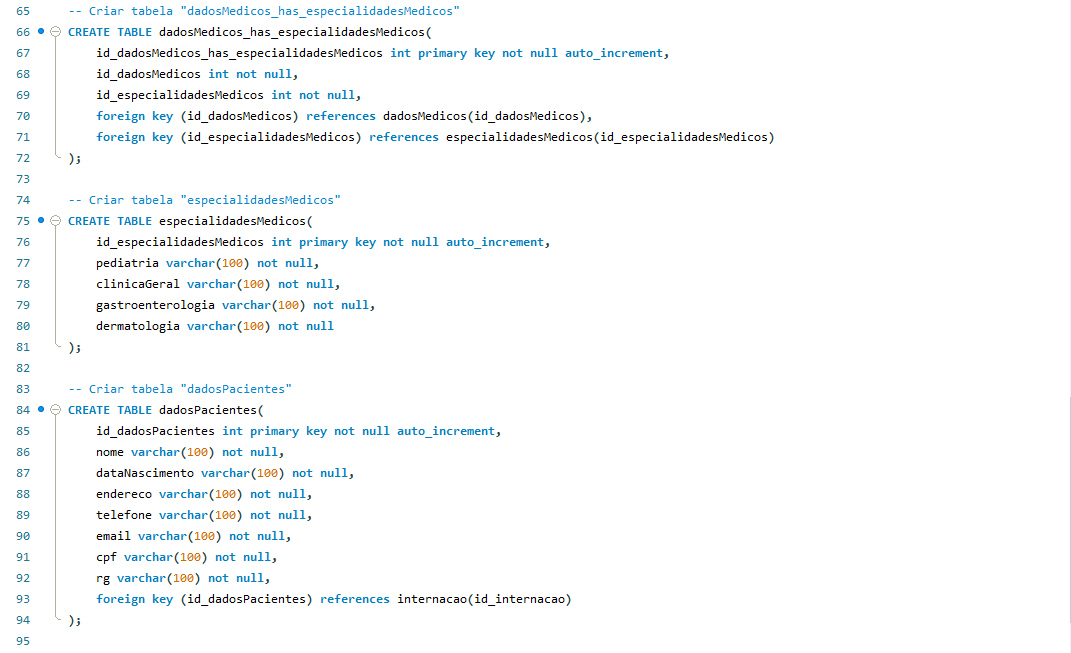 65 -- Criar tabela "dadosMedicos_has_especialidadesMedicos"
66 CREATE TABLE dadosMedicos_has_especialidadesMedicos(
67 id_dadosMedicos_has_especialidadesMedicos int primary key not null auto_increment,
68 id_dadosMedicos int not null,
69 id_especialidadesMedicos int not null,
70 foreign key (id_dadosMedicos) references dadosMedicos(id_dadosMedicos),
71 foreign key (id_especialidadesMedicos) references especialidadesMedicos(id_especialidadesMedicos)
72 );
73
74 -- Criar tabela "especialidadesMedicos"
75 CREATE TABLE especialidadesMedicos(
76 id_especialidadesMedicos int primary key not null auto_increment,
77 pediatria varchar(100) not null,
78 clinicaGeral varchar(100) not null,
79 gastroenterologia varchar(100) not null,
80 dermatologia varchar(100) not null
81 );
82
83 -- Criar tabela "dadosPacientes"
84 CREATE TABLE dadosPacientes(
85 id_dadosPacientes int primary key not null auto_increment,
86 nome varchar(100) not null,
87 dataNascimento varchar(100) not null,
88 endereco varchar(100) not null,
89 telefone varchar(100) not null,
90 email varchar(100) not null,
91 cpf varchar(100) not null,
92 rg varchar(100) not null,
93 foreign key (id_dadosPacientes) references internacao(id_internacao)
94 );
95